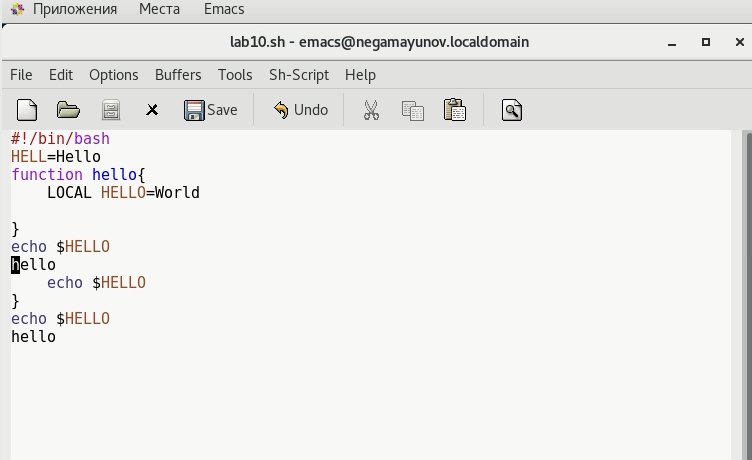 Приложения Места Emacs
lab10.sh - emacs@negamayunov.localdomain
File Edit Options Buffers Tools Sh-Script Help
Save Undo
#!/bin/bash
HELL=Hello
function hello{
    LOCAL HELLO=World

}
echo $HELLO
hello
    echo $HELLO
}
echo $HELLO
hello